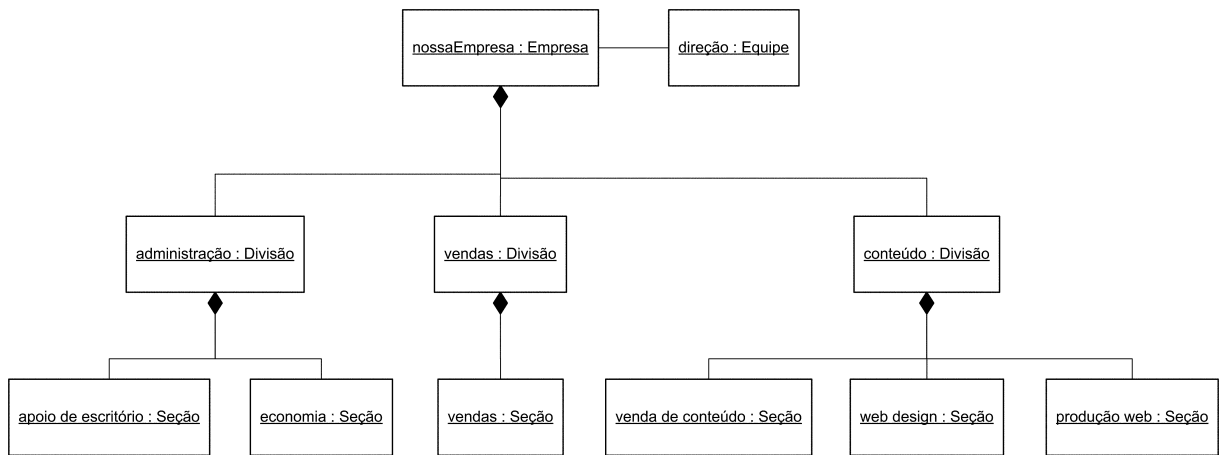 nossaEmpresa : Empresa
direção : Equipe
administração : Divisão
vendas : Divisão
conteúdo : Divisão
apoio de escritório : Seção
economia : Seção
vendas : Seção
venda de conteúdo : Seção
web design : Seção
produção web : Seção